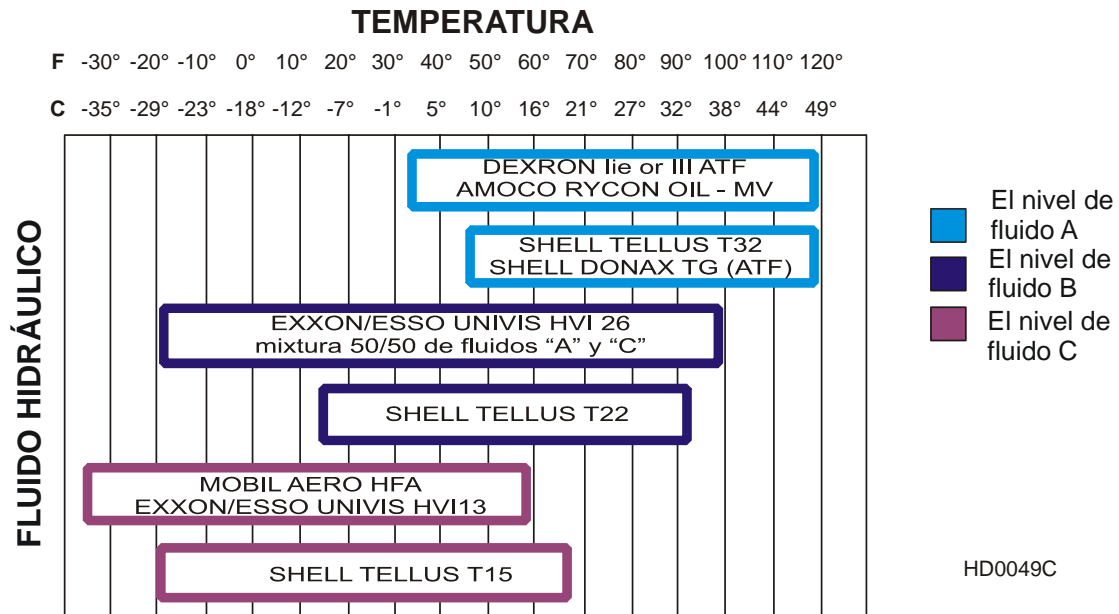 TEMPERATURA
F -30° -20° -10° 0° 10° 20° 30° 40° 50° 60° 70° 80° 90° 100° 110° 120°
C -35° -29° -23° -18° -12° -7° -1° 5° 10° 16° 21° 27° 32° 38° 44° 49°
FLUIDO HIDRÁULICO
DEXRON Iie or III ATF
AMOCO RYCON OIL - MV
SHELL TELLUS T32
SHELL DONAX TG (ATF)
EXXON/ESSO UNIVIS HVI 26
mixtura 50/50 de fluidos “A” y “C”
SHELL TELLUS T22
MOBIL AERO HFA
EXXON/ESSO UNIVIS HVI13
SHELL TELLUS T15
El nivel de
fluido A
El nivel de
fluido B
El nivel de
fluido C
HD0049C